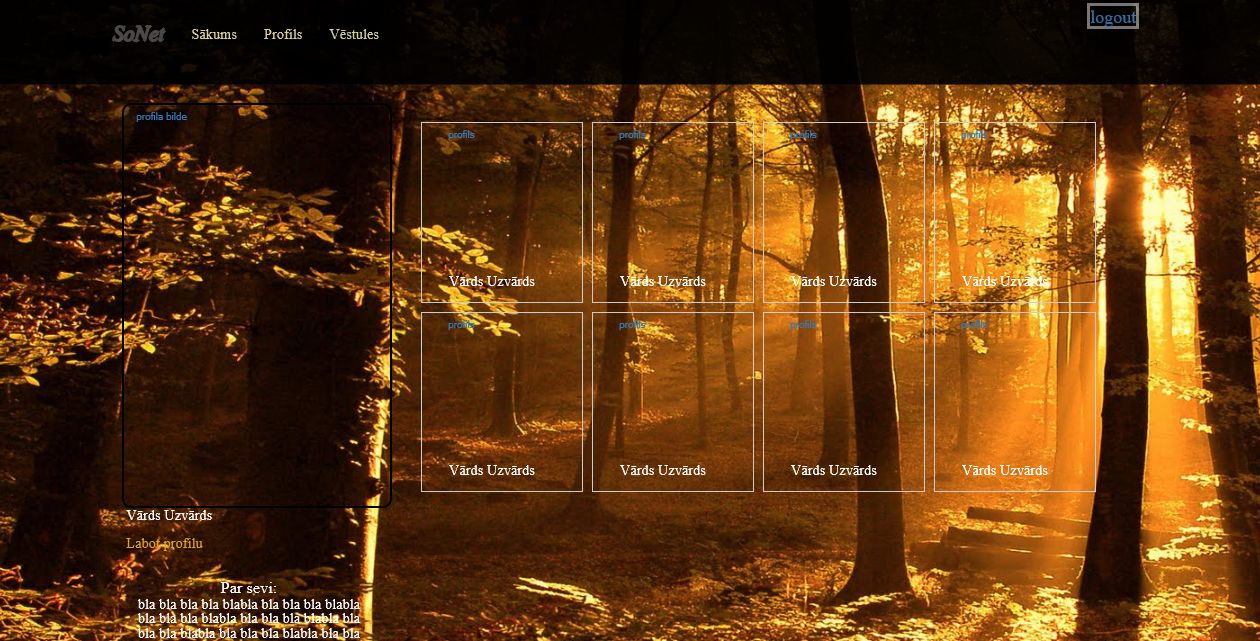 logout
SoNet Sākums Profils Vēstules
profila bilde
profils profils profils profils
Vārds Uzvārds Vārds Uzvārds Vārds Uzvārds Vārds Uzvārds
profils profils profils profils
Vārds Uzvārds Vārds Uzvārds Vārds Uzvārds Vārds Uzvārds
Vārds Uzvārds
Labot profilu
Par sevi:
bla bla bla bla blabla bla bla bla blabla
bla bla bla blabla bla bla bla blabla bla
bla bla blabla bla bla bla blabla bla bla